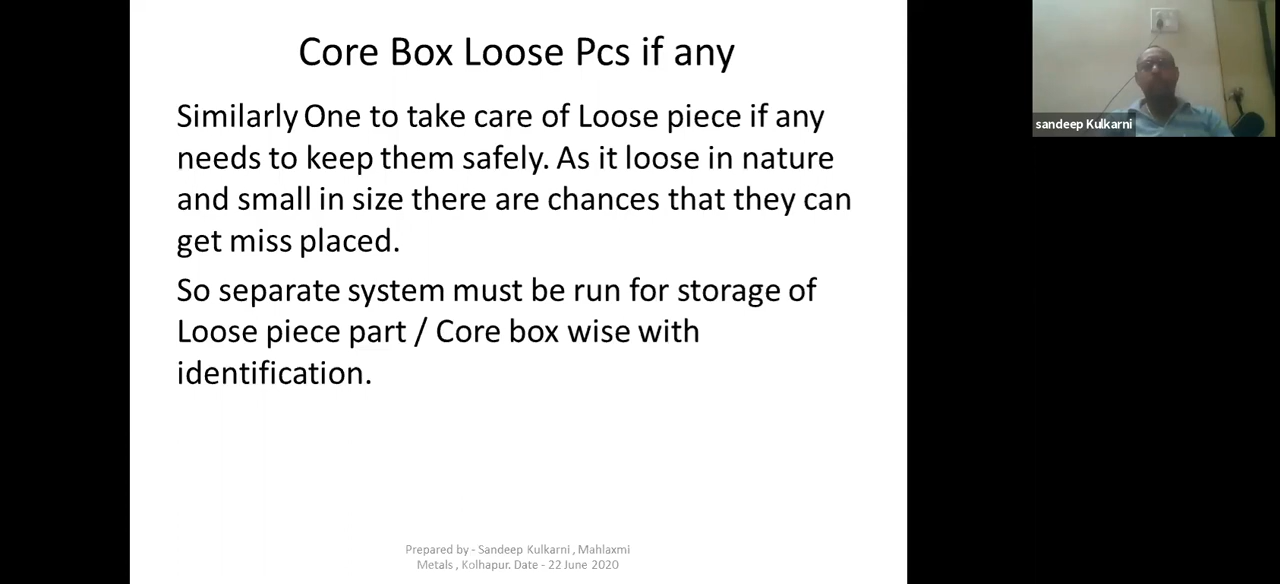 Core Box Loose Pcs if any
Similarly One to take care of Loose piece if any
needs to keep them safely. As it loose in nature
and small in size there are chances that they can
get miss placed.
So separate system must be run for storage of
Loose piece part / Core box wise with
identification.
Prepared by - Sandeep Kulkarni , Mahlaxmi
Metals , Kolhapur. Date - 22 June 2020
sandeep Kulkarni